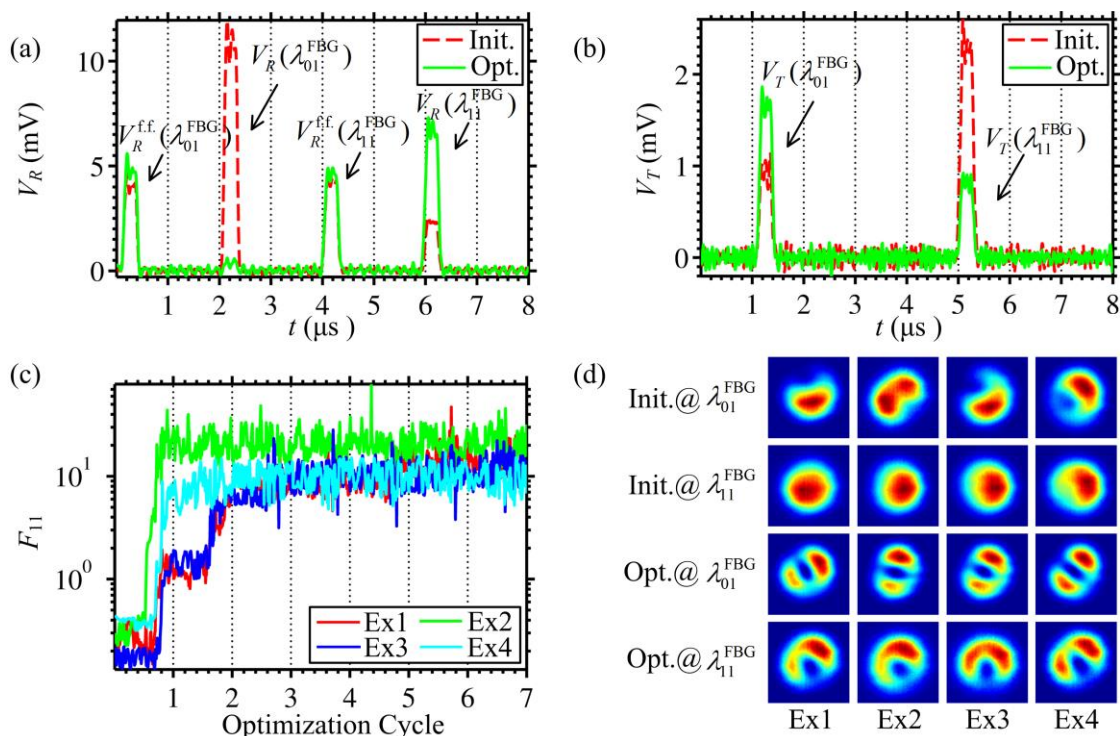 (a)
V_R (mV)
10
5
0
1 2 3 4 5 6 7 8
t (μs)
Init.
Opt.
V_R^f.f.(λ_01^FBG)
V_R(λ_01^FBG)
V_R^f.f.(λ_11^FBG)
V_R(λ_11^FBG)
(b)
V_T (mV)
2
1
0
1 2 3 4 5 6 7 8
t (μs)
Init.
Opt.
V_T(λ_01^FBG)
V_T(λ_11^FBG)
(c)
F_11
10^1
10^0
1 2 3 4 5 6 7
Optimization Cycle
Ex1 Ex2
Ex3 Ex4
(d)
Init.@ λ_01^FBG
Init.@ λ_11^FBG
Opt.@ λ_01^FBG
Opt.@ λ_11^FBG
Ex1 Ex2 Ex3 Ex4